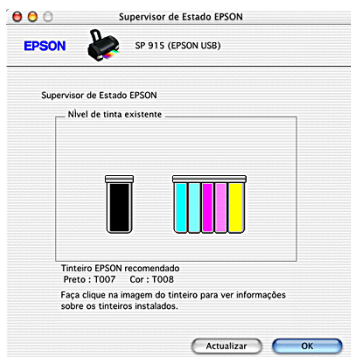 Supervisor de Estado EPSON
EPSON
SP 915 (EPSON USB)
Supervisor de Estado EPSON
Nível de tinta existente
Tinteiro EPSON recomendado
Preto : T007 Cor : T008
Faça clique na imagem do tinteiro para ver informações
sobre os tinteiros instalados.
Actualizar
OK